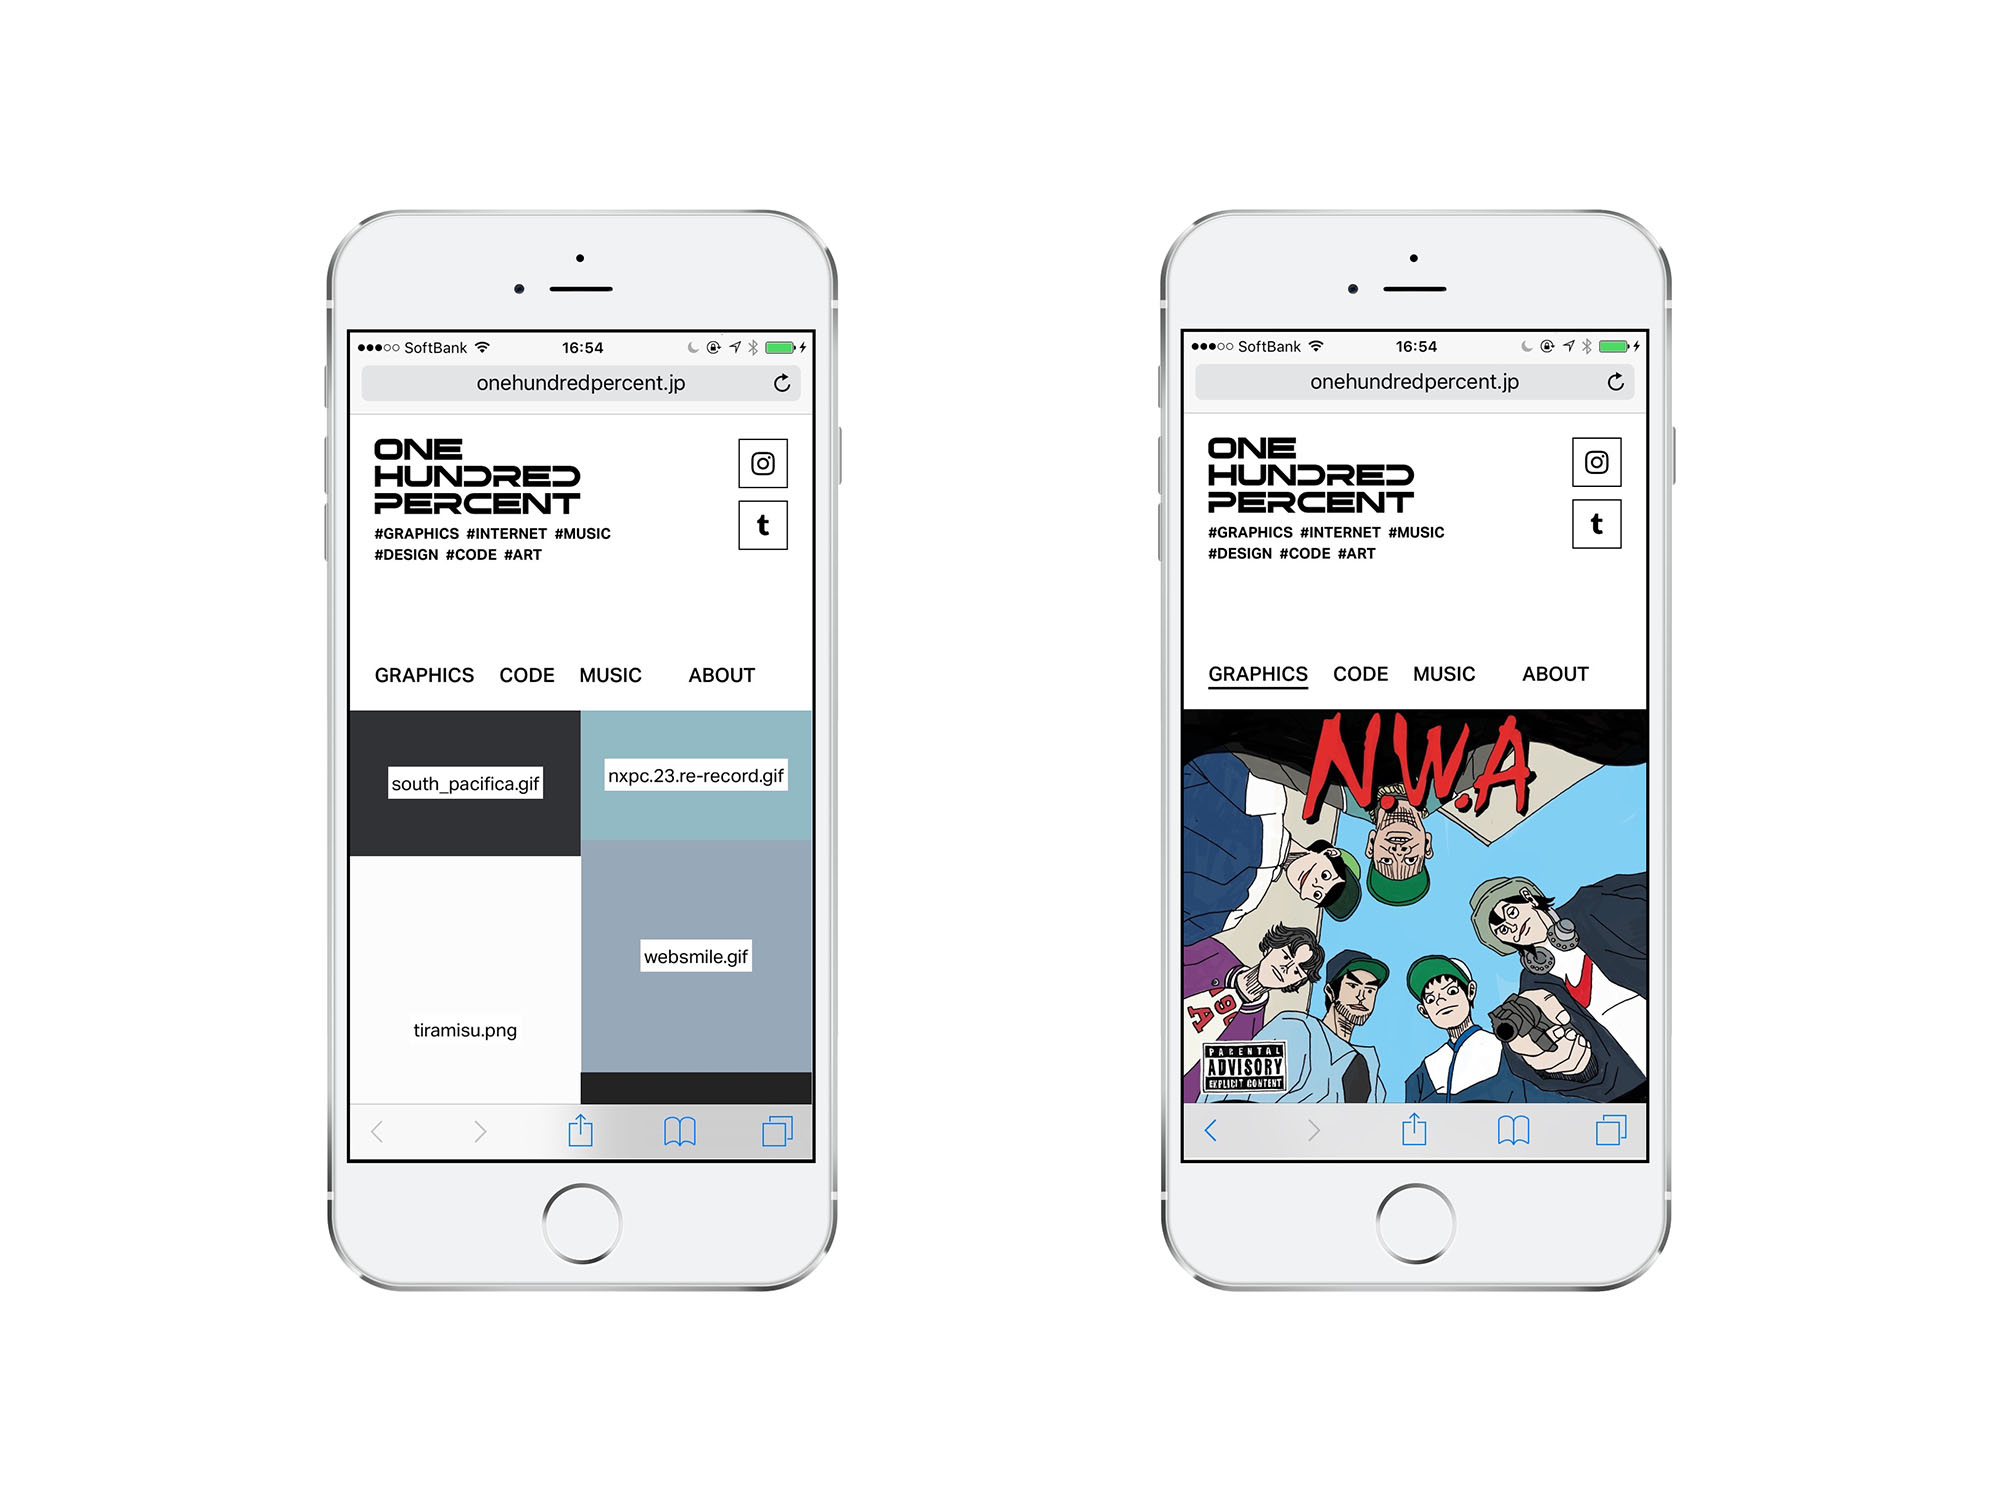 SoftBank 16:54
onehundredpercent.jp
ONE
HUNDRED
PERCENT
#GRAPHICS #INTERNET #MUSIC
#DESIGN #CODE #ART
t
GRAPHICS CODE MUSIC ABOUT
south_pacifica.gif
nxpc.23.re-record.gif
websmile.gif
tiramisu.png
SoftBank 16:54
onehundredpercent.jp
ONE
HUNDRED
PERCENT
#GRAPHICS #INTERNET #MUSIC
#DESIGN #CODE #ART
t
GRAPHICS CODE MUSIC ABOUT
N.W.A
PARENTAL
ADVISORY
EXPLICIT CONTENT